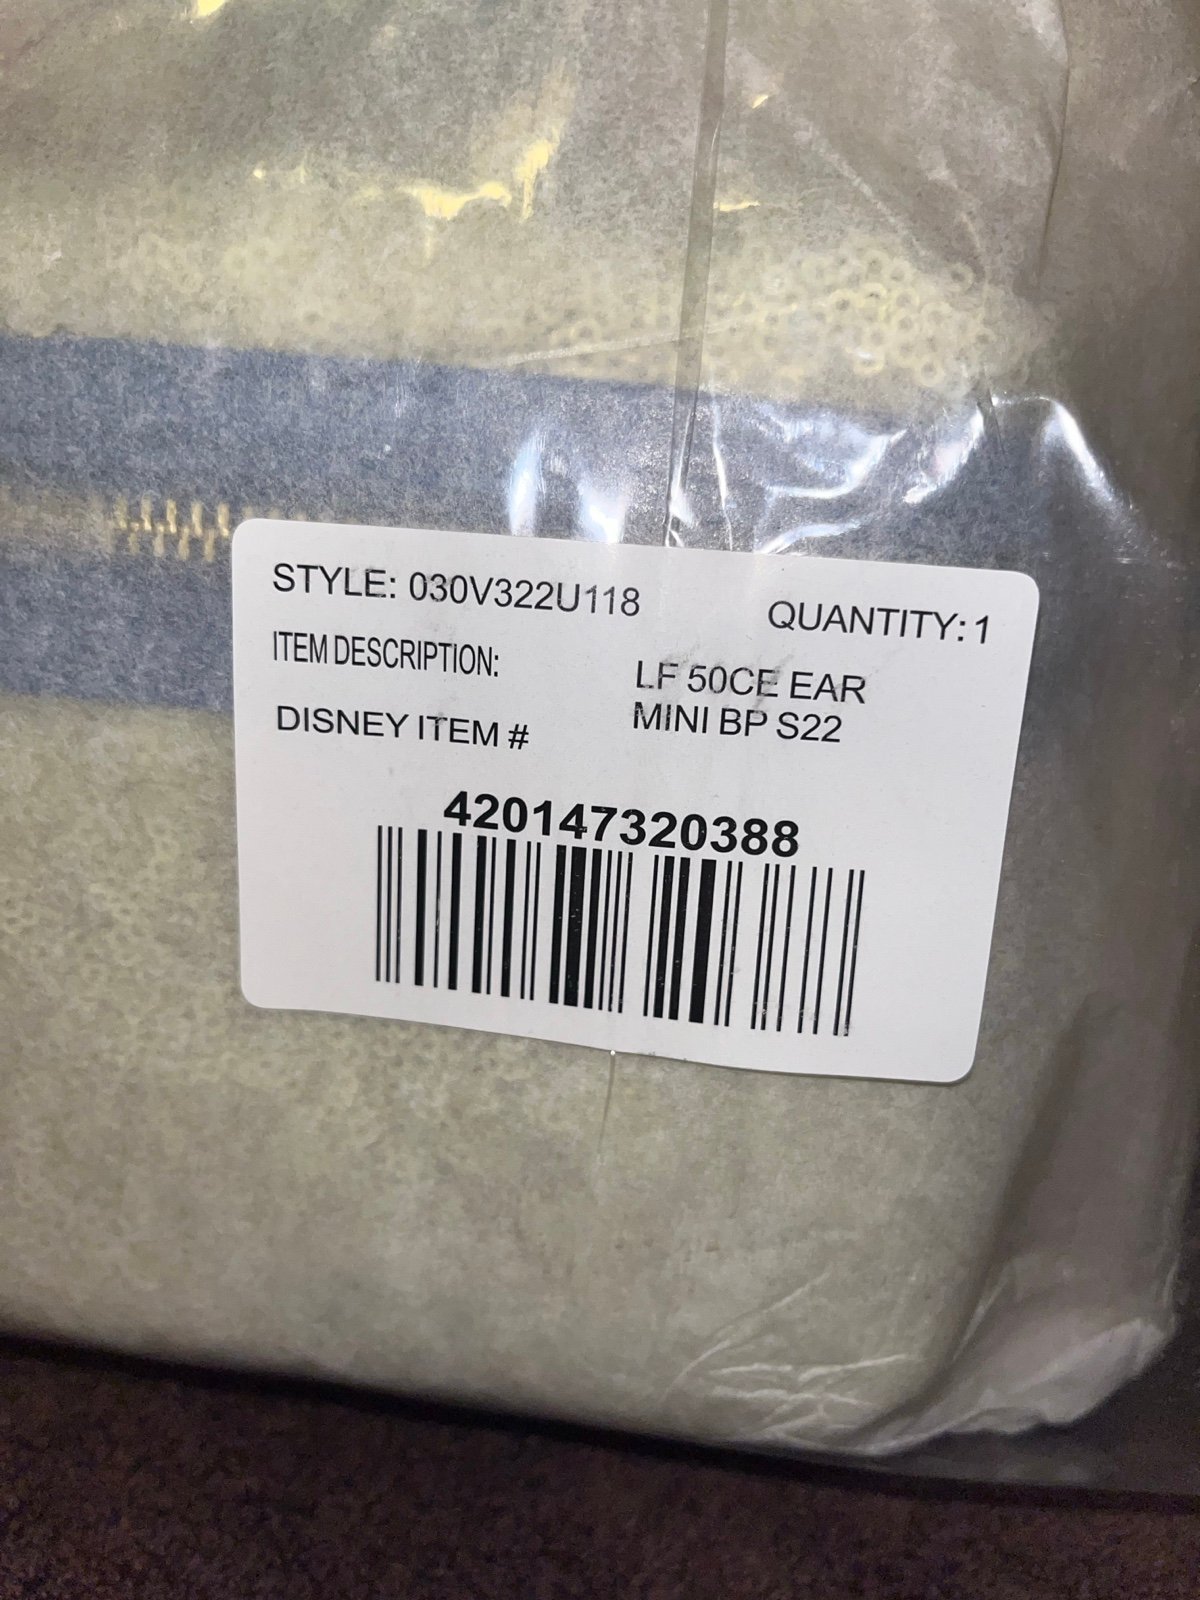 STYLE: 030V322U118 QUANTITY: 1
ITEM DESCRIPTION: LF 50CE EAR
MINI BP S22
DISNEY ITEM #
420147320388